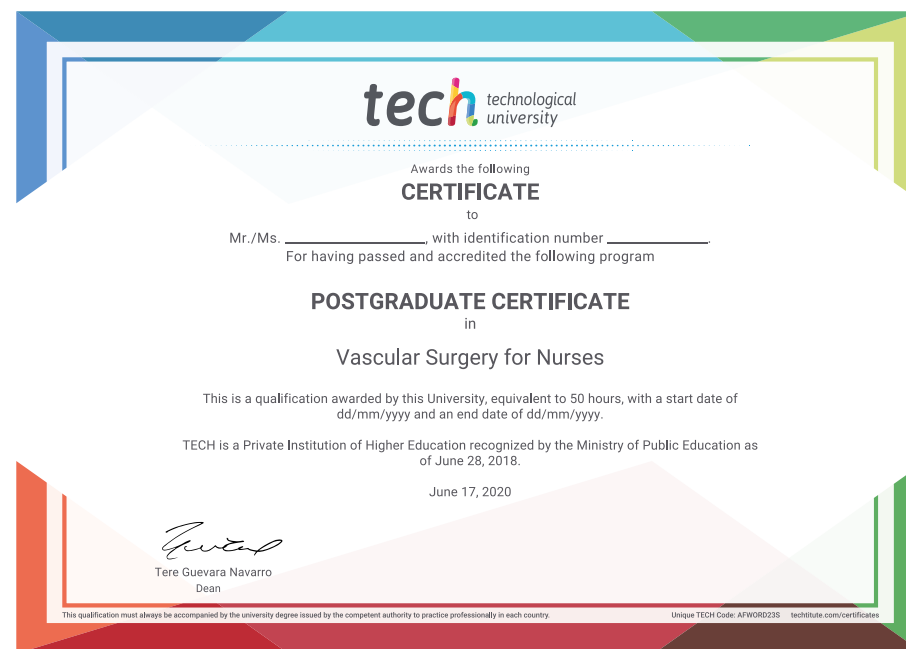 tech technological
university
Awards the following
CERTIFICATE
to
Mr./Ms. ____________________, with identification number ______________.
For having passed and accredited the following program
POSTGRADUATE CERTIFICATE
in
Vascular Surgery for Nurses
This is a qualification awarded by this University, equivalent to 50 hours, with a start date of
dd/mm/yyyy and an end date of dd/mm/yyyy.
TECH is a Private Institution of Higher Education recognized by the Ministry of Public Education as
of June 28, 2018.
June 17, 2020
Tere Guevara Navarro
Dean
This qualification must always be accompanied by the university degree issued by the competent authority to practice professionally in each country. Unique TECH Code: AFWORD23S techtitute.com/certificates